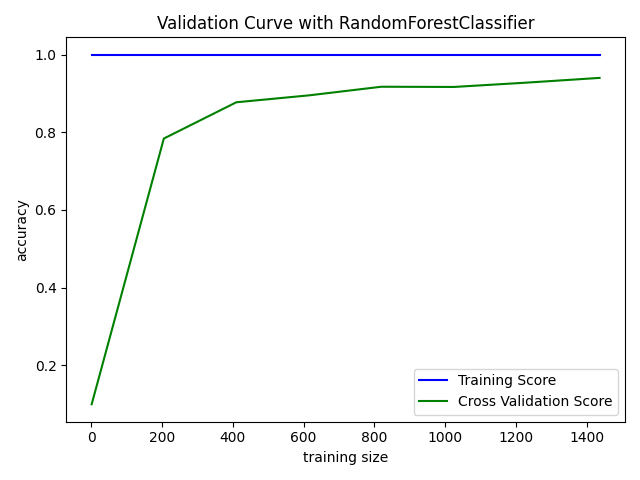 Validation Curve with RandomForestClassifier
1.0
0.8
0.6
0.4
0.2
accuracy
0 200 400 600 800 1000 1200 1400
training size
Training Score
Cross Validation Score